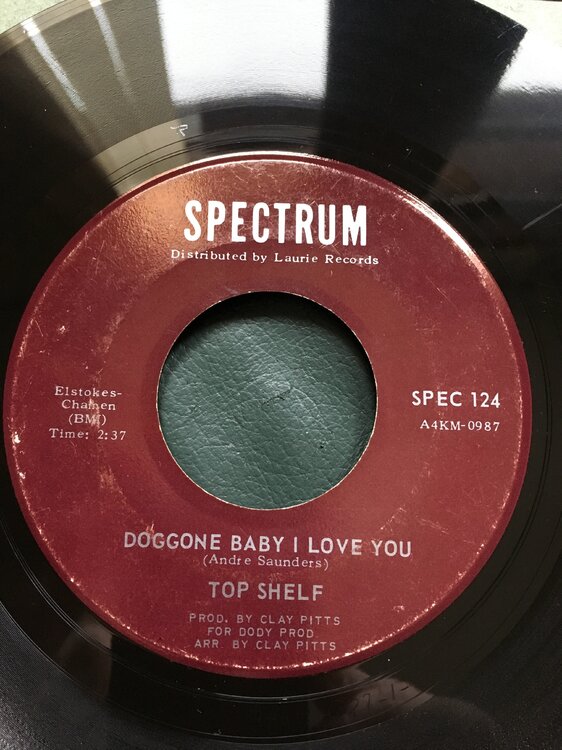 SPECTRUM
Distributed by Laurie Records
Elstokes-
Chamen
(BMI)
Time: 2:37
SPEC 124
A4KM-0987
DOGGONE BABY I LOVE YOU
(Andre Saunders)
TOP SHELF
PROD. BY CLAY PITTS
FOR DODY PROD.
ARR. BY CLAY PITTS